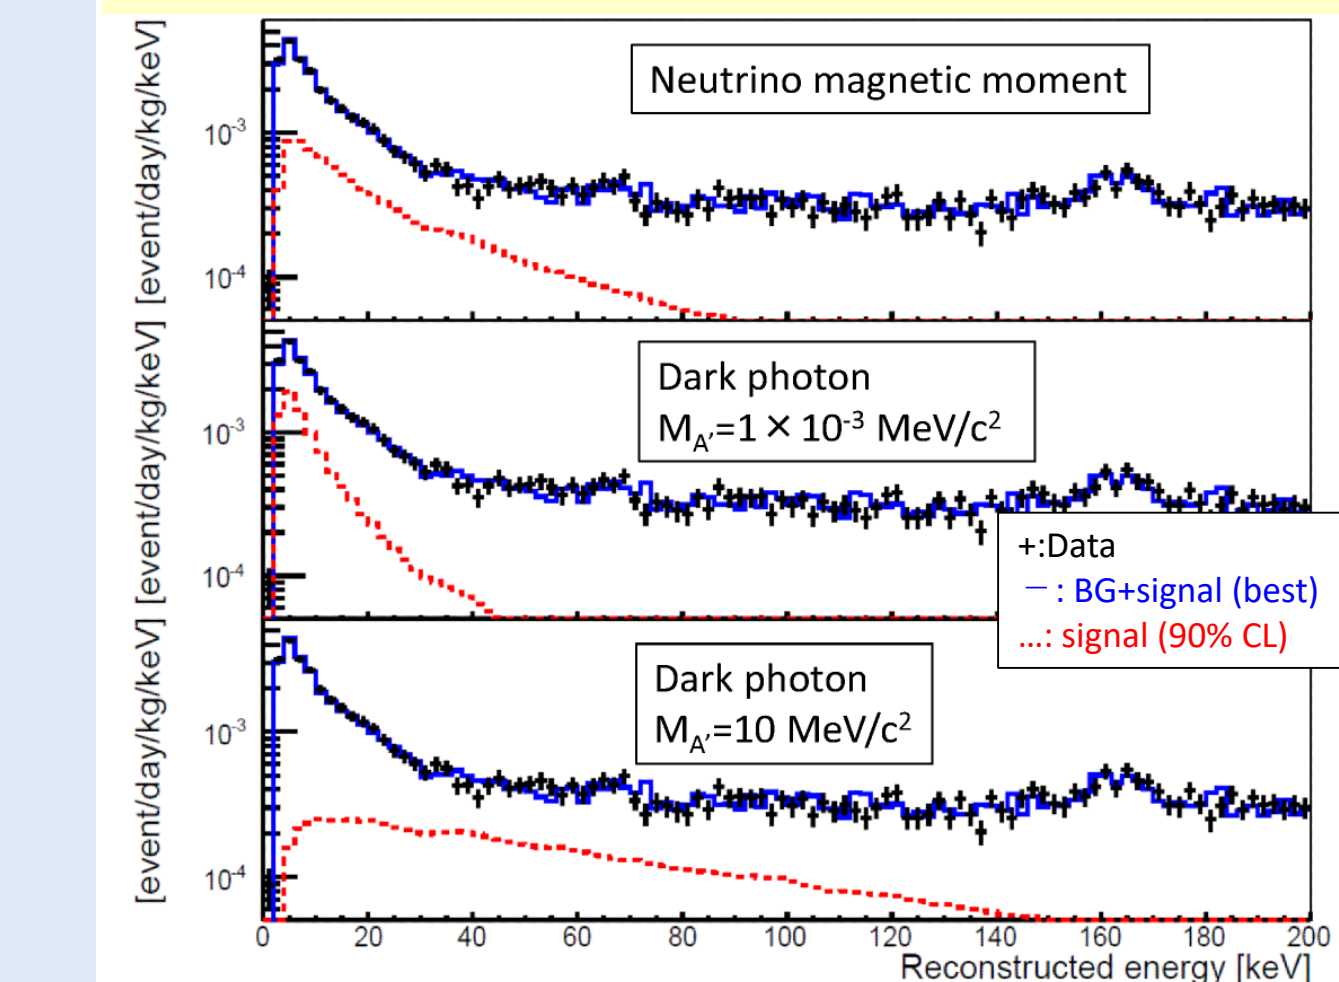 [event/day/kg/keV]
10-3
10-4
Neutrino magnetic moment
[event/day/kg/keV]
10-3
10-4
Dark photon
MA'=1 × 10-3 MeV/c2
+:Data
— : BG+signal (best)
...: signal (90% CL)
[event/day/kg/keV]
10-3
10-4
Dark photon
MA'=10 MeV/c2
0 20 40 60 80 100 120 140 160 180 200
Reconstructed energy [keV]